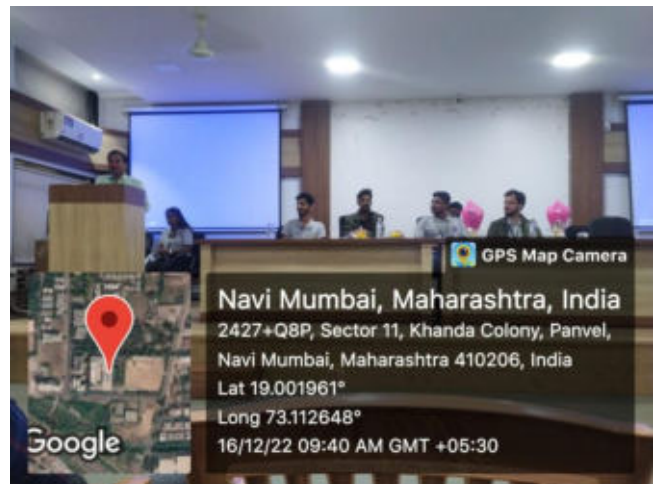 GPS Map Camera
Navi Mumbai, Maharashtra, India
2427+Q8P, Sector 11, Khanda Colony, Panvel,
Navi Mumbai, Maharashtra 410206, India
Lat 19.001961°
Long 73.112648°
16/12/22 09:40 AM GMT +05:30
Google